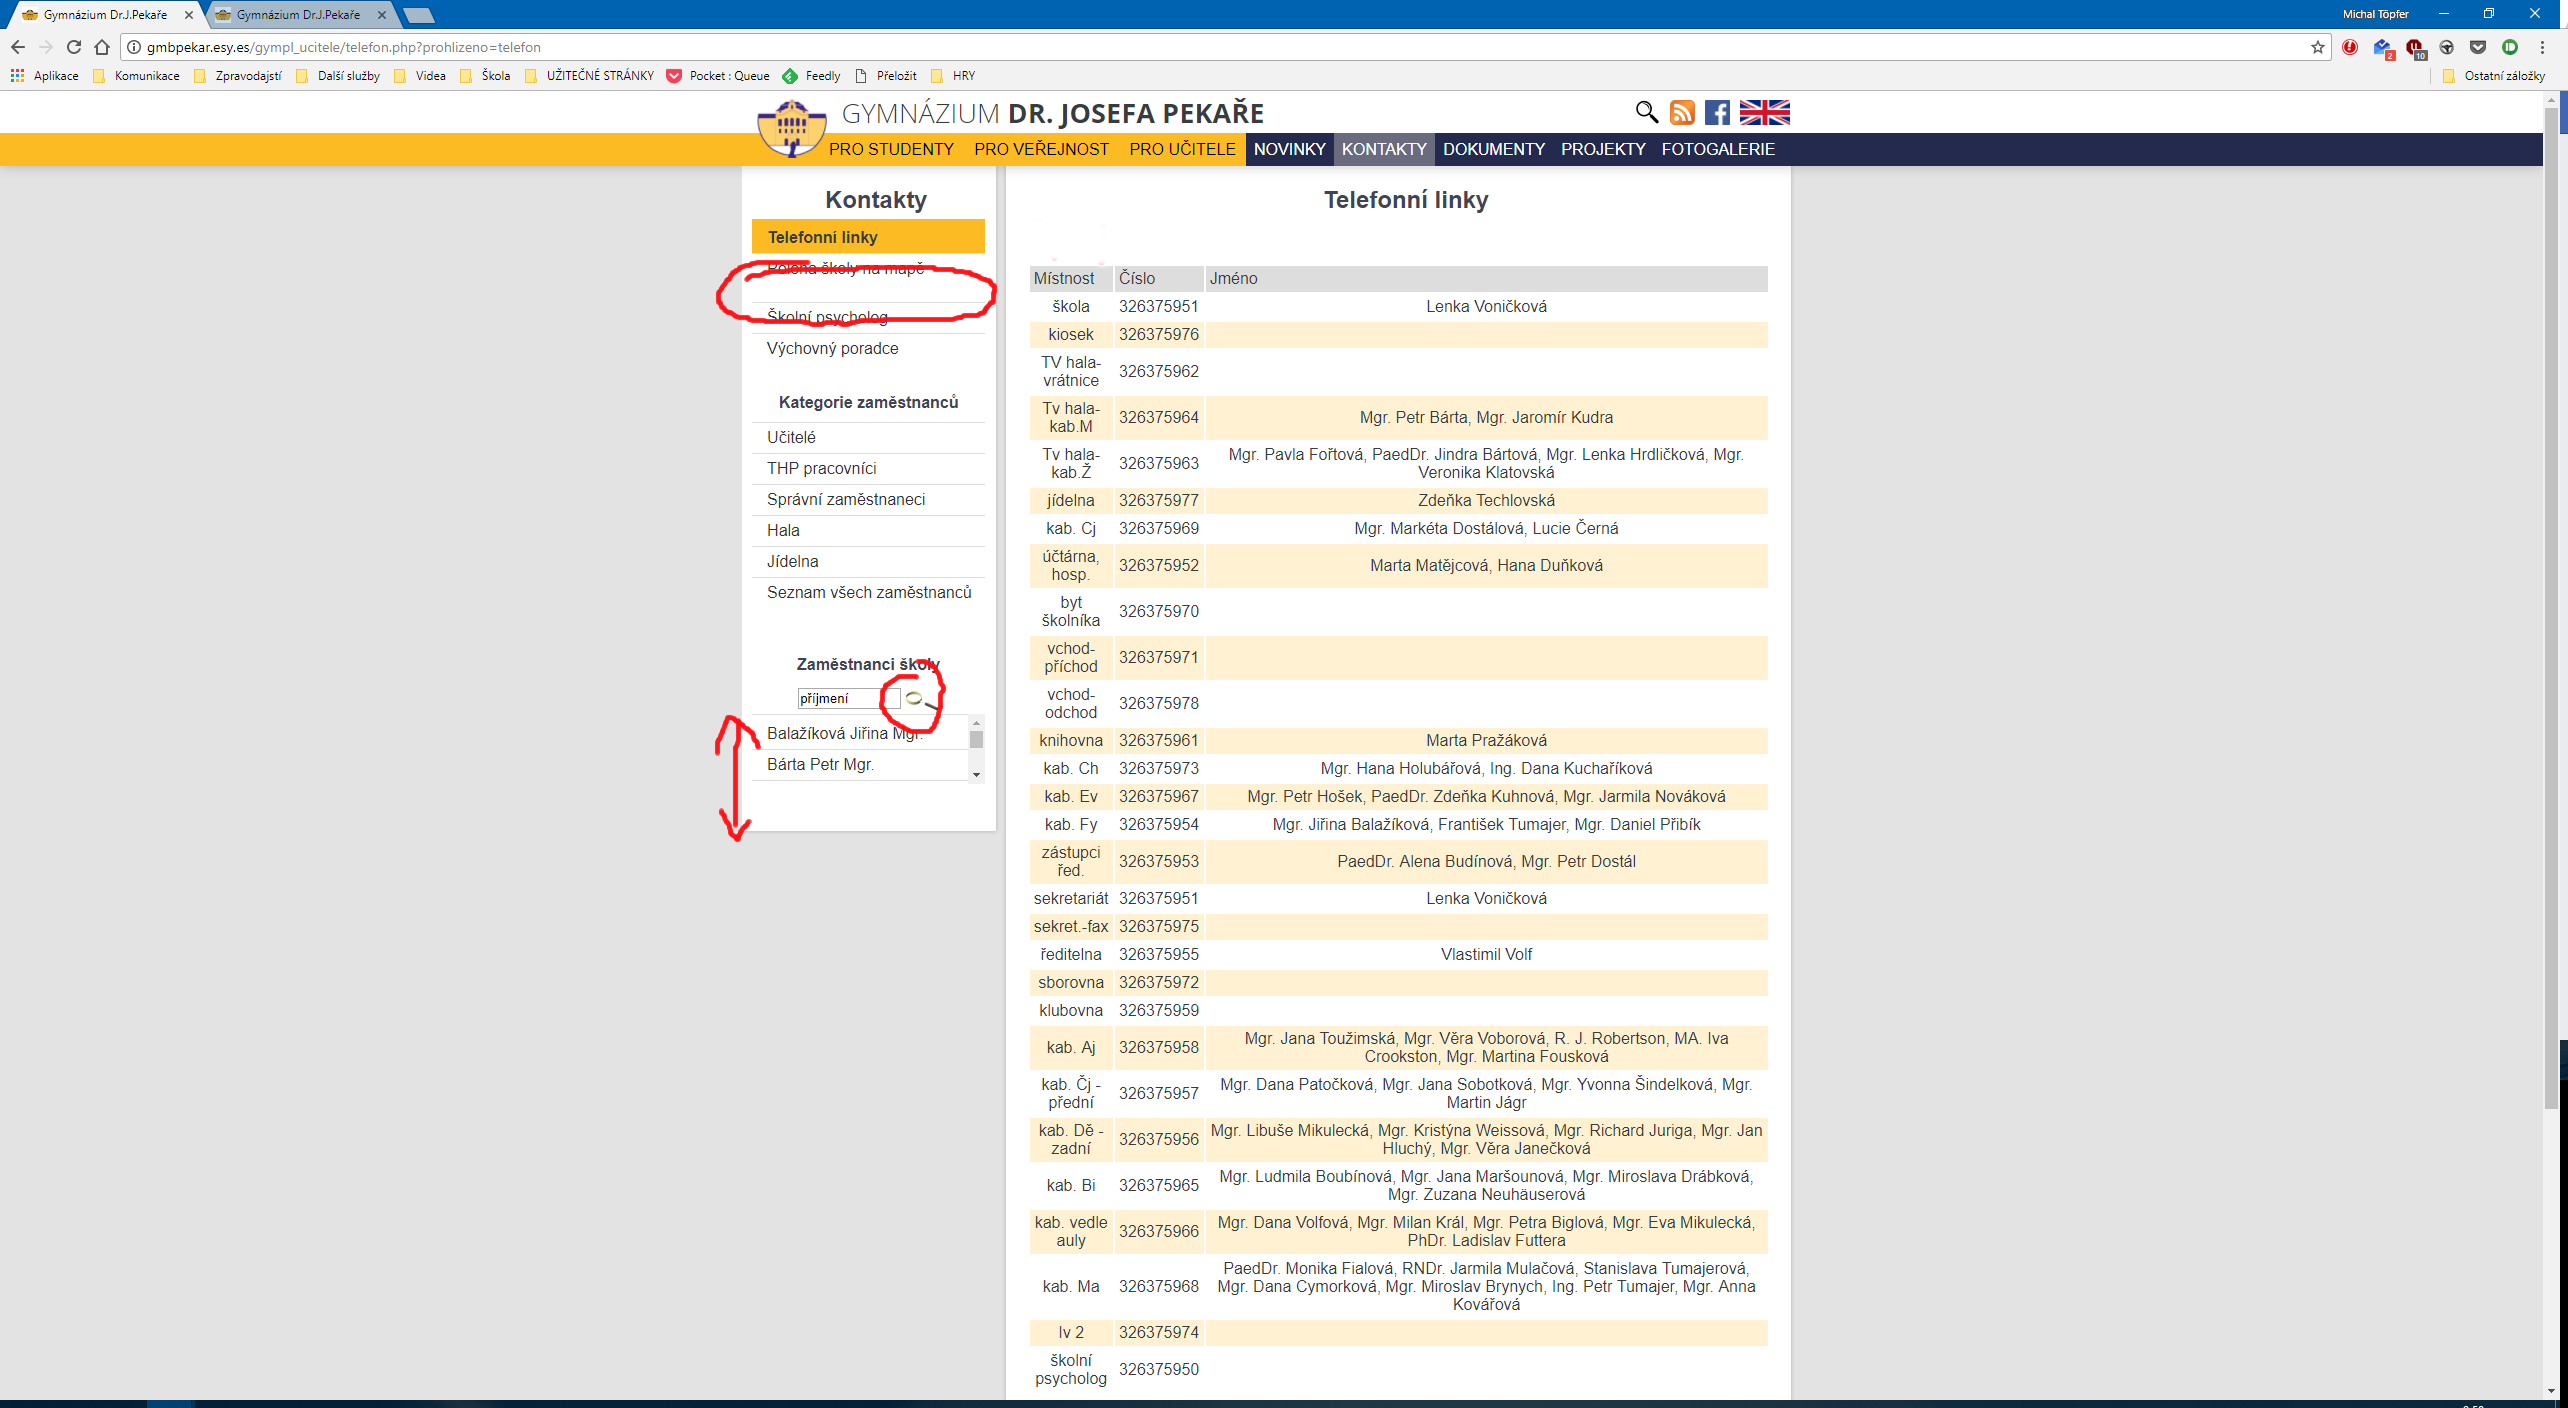 Gymnázium Dr.J.Pekaře
Gymnázium Dr.J.Pekaře
Michal Töpfer
gmbpekar.esy.es/gympl_ucitele/telefon.php?prohlizeno=telefon
2
10
Aplikace Komunikace Zpravodajstí Další služby Videa Škola UŽITEČNÉ STRÁNKY Pocket : Queue Feedly Přeložit HRY Ostatní záložky
GYMNÁZIUM DR. JOSEFA PEKAŘE
PRO STUDENTY PRO VEŘEJNOST PRO UČITELE NOVINKY KONTAKTY DOKUMENTY PROJEKTY FOTOGALERIE
Kontakty
Telefonní linky
Poloha školy na mapě
Školní psycholog
Výchovný poradce
Kategorie zaměstnanců
Učitelé
THP pracovníci
Správní zaměstnaneci
Hala
Jídelna
Seznam všech zaměstnanců
Zaměstnanci školy
příjmení
Balažíková Jiřina Mgr.
Bárta Petr Mgr.
Telefonní linky
Místnost Číslo Jméno
škola 326375951 Lenka Voničková
kiosek 326375976
TV hala-
vrátnice 326375962
Tv hala-
kab.M 326375964 Mgr. Petr Bárta, Mgr. Jaromír Kudra
Tv hala-
kab.Ž 326375963 Mgr. Pavla Fořtová, PaedDr. Jindra Bártová, Mgr. Lenka Hrdličková, Mgr.
Veronika Klatovská
jídelna 326375977 Zdeňka Techlovská
kab. Cj 326375969 Mgr. Markéta Dostálová, Lucie Černá
účtárna,
hosp. 326375952 Marta Matějcová, Hana Duňková
byt
školníka 326375970
vchod-
příchod 326375971
vchod-
odchod 326375978
knihovna 326375961 Marta Pražáková
kab. Ch 326375973 Mgr. Hana Holubářová, Ing. Dana Kuchaříková
kab. Ev 326375967 Mgr. Petr Hošek, PaedDr. Zdeňka Kuhnová, Mgr. Jarmila Nováková
kab. Fy 326375954 Mgr. Jiřina Balažíková, František Tumajer, Mgr. Daniel Přibík
zástupci
řed. 326375953 PaedDr. Alena Budínová, Mgr. Petr Dostál
sekretariát 326375951 Lenka Voničková
sekret.-fax 326375975
ředitelna 326375955 Vlastimil Volf
sborovna 326375972
klubovna 326375959
kab. Aj 326375958 Mgr. Jana Toužimská, Mgr. Věra Voborová, R. J. Robertson, MA. Iva
Crookston, Mgr. Martina Fousková
kab. Čj -
přední 326375957 Mgr. Dana Patočková, Mgr. Jana Sobotková, Mgr. Yvonna Šindelková, Mgr.
Martin Jágr
kab. Dě -
zadní 326375956 Mgr. Libuše Mikulecká, Mgr. Kristýna Weissová, Mgr. Richard Juriga, Mgr. Jan
Hluchý, Mgr. Věra Janečková
kab. Bi 326375965 Mgr. Ludmila Boubínová, Mgr. Jana Maršounová, Mgr. Miroslava Drábková,
Mgr. Zuzana Neuhäuserová
kab. vedle
auly 326375966 Mgr. Dana Volfová, Mgr. Milan Král, Mgr. Petra Biglová, Mgr. Eva Mikulecká,
PhDr. Ladislav Futtera
kab. Ma 326375968 PaedDr. Monika Fialová, RNDr. Jarmila Mulačová, Stanislava Tumajerová,
Mgr. Dana Cymorková, Mgr. Miroslav Brynych, Ing. Petr Tumajer, Mgr. Anna
Kovářová
Iv 2 326375974
školní
psycholog 326375950